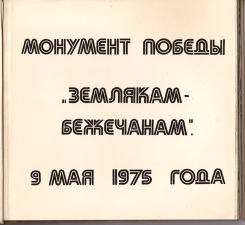 МОНУМЕНТ ПОБЕДЫ
„ЗЕМЛЯКАМ-
БЕЖЕЧАНАМ".
9 МАЯ 1975 ГОДА